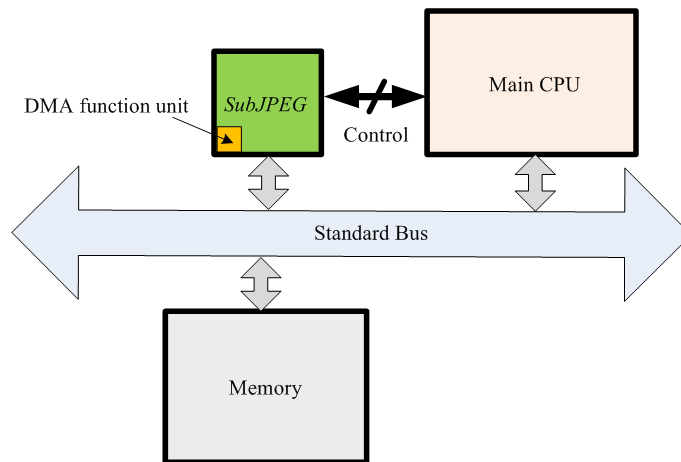 SubJPEG
Main CPU
DMA function unit
Control
Standard Bus
Memory